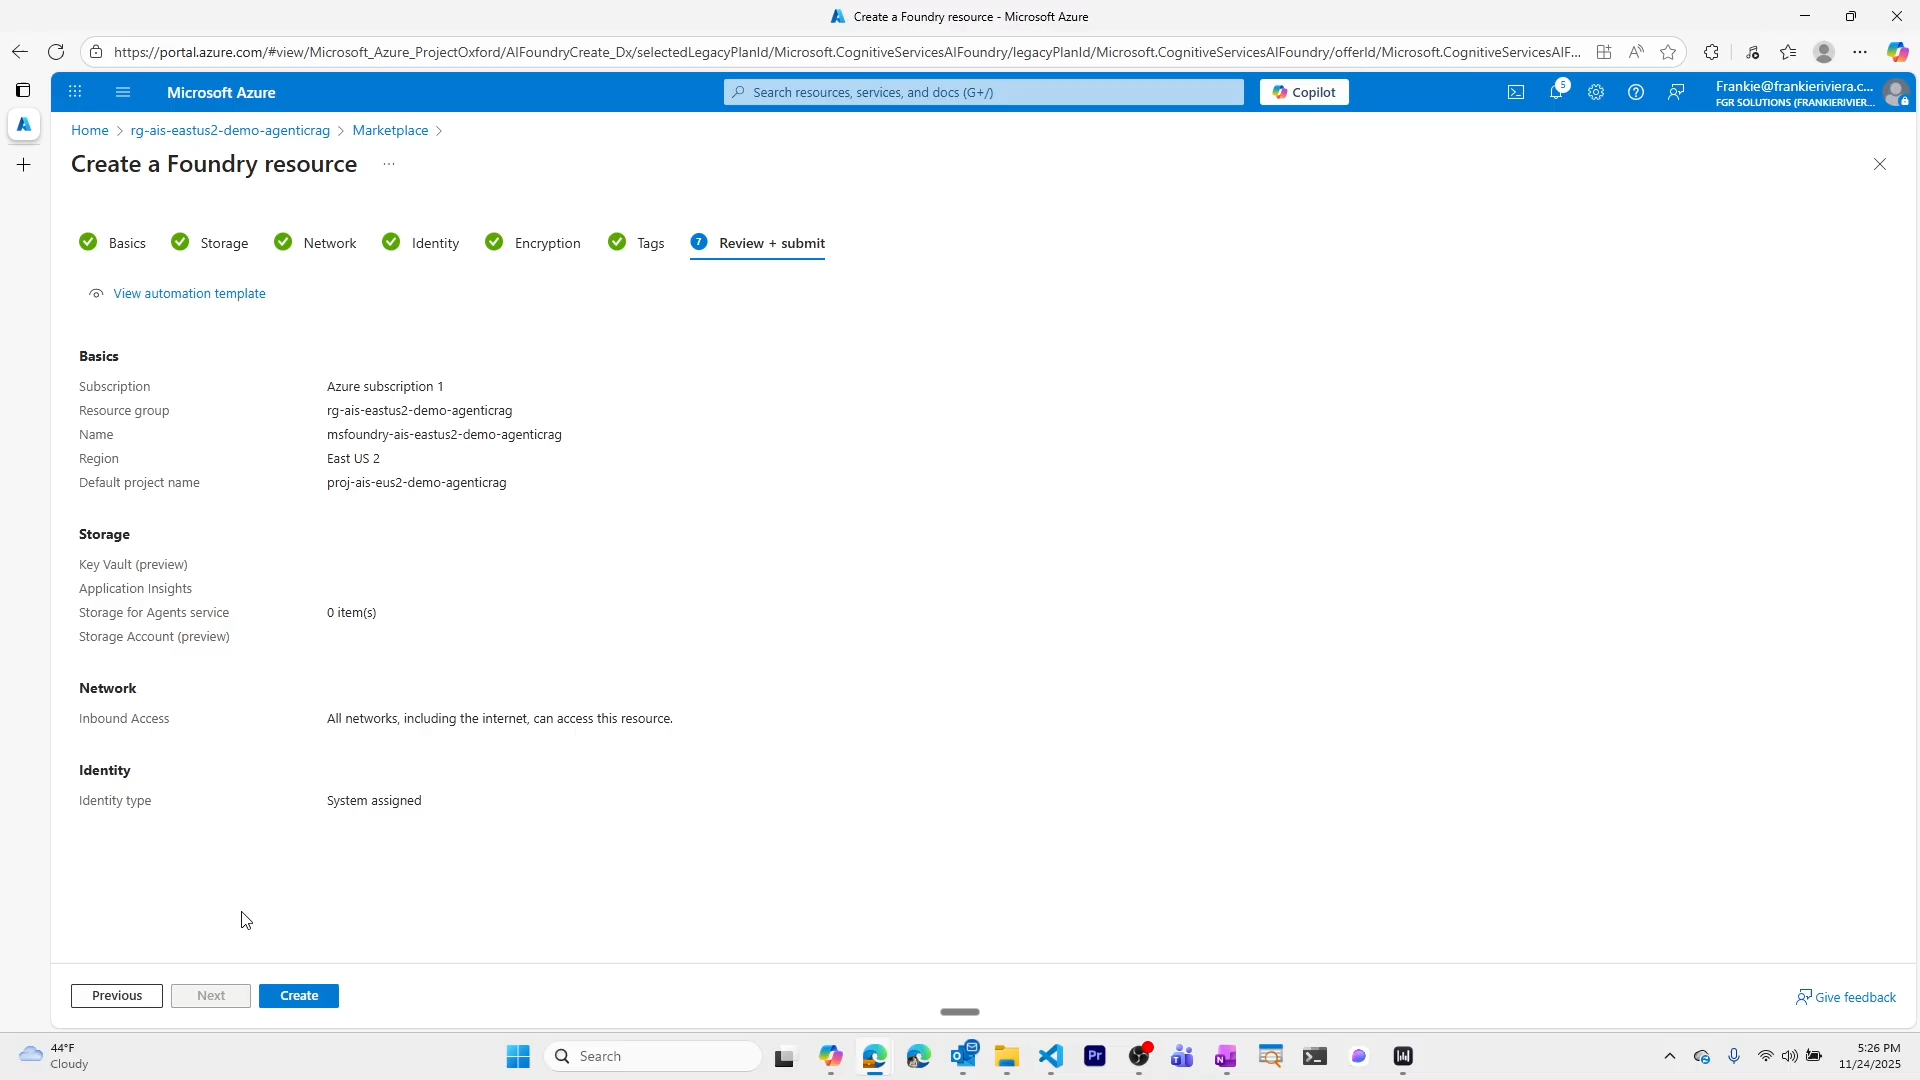 Create a Foundry resource - Microsoft Azure
https://portal.azure.com/#view/Microsoft_Azure_ProjectOxford/AIFoundryCreate_Dx/selectedLegacyPlanId/Microsoft.CognitiveServicesAIFoundry/legacyPlanId/Microsoft.CognitiveServicesAIFoundry/offerId/Microsoft.CognitiveServicesAIF...
Microsoft Azure
Search resources, services, and docs (G+/)
Copilot
5
Frankie@frankieriviera.c...
FGR SOLUTIONS (FRANKIERIVIER...
Home > rg-ais-eastus2-demo-agenticrag > Marketplace >
Create a Foundry resource ...
Basics Storage Network Identity Encryption Tags 7 Review + submit
View automation template
Basics
Subscription Azure subscription 1
Resource group rg-ais-eastus2-demo-agenticrag
Name msfoundry-ais-eastus2-demo-agenticrag
Region East US 2
Default project name proj-ais-eus2-demo-agenticrag
Storage
Key Vault (preview)
Application Insights
Storage for Agents service 0 item(s)
Storage Account (preview)
Network
Inbound Access All networks, including the internet, can access this resource.
Identity
Identity type System assigned
Previous Next Create
Give feedback
44°F
Cloudy
Search
Pr
5:26 PM
11/24/2025